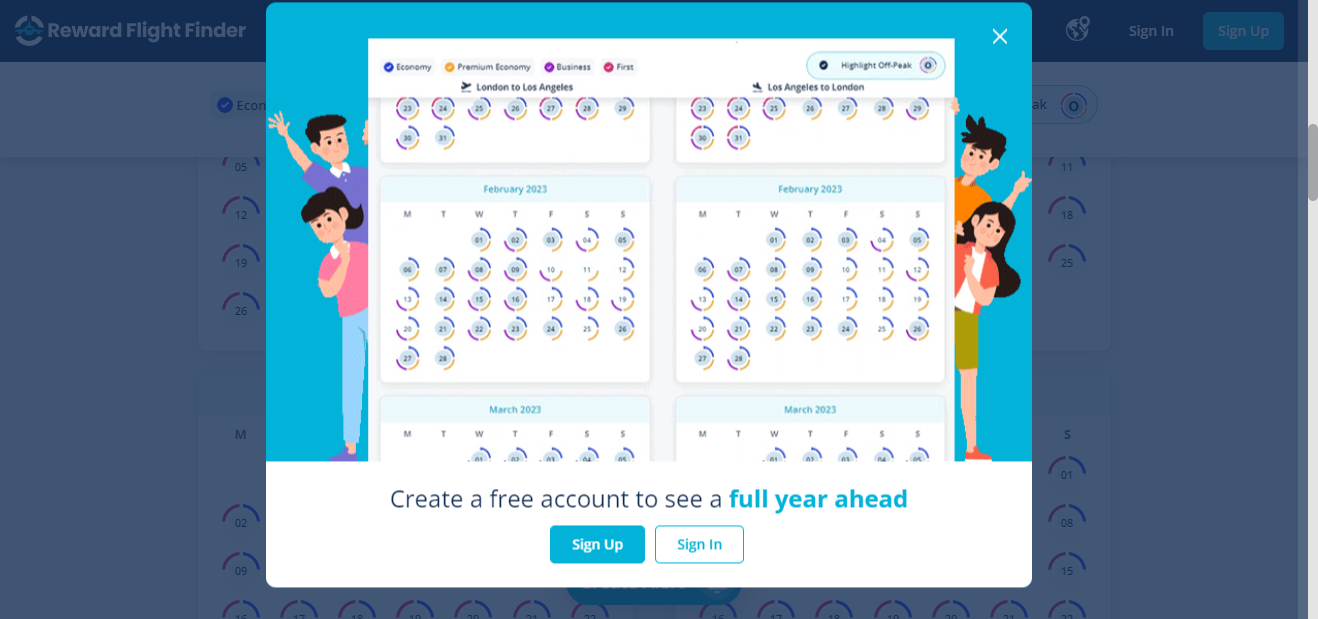 Reward Flight Finder
Sign In
Sign Up
Econ
ak
O
Economy
Premium Economy
Business
First
Highlight Off-Peak
O
London to Los Angeles
Los Angeles to London
23 24 25 26 27 28 29
30 31
23 24 25 26 27 28 29
30 31
February 2023
M T W T F S S
01 02 03 04 05
06 07 08 09 10 11 12
13 14 15 16 17 18 19
20 21 22 23 24 25 26
27 28
February 2023
M T W T F S S
01 02 03 04 05
06 07 08 09 10 11 12
13 14 15 16 17 18 19
20 21 22 23 24 25 26
27 28
March 2023
M T W T F S S
01 02 03 04 05
March 2023
M T W T F S S
01 02 03 04 05
05
12
19
26
11
18
25
M
02
09
S
01
08
15
Create a free account to see a full year ahead
Sign Up
Sign In